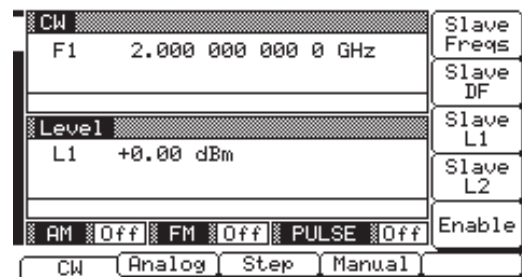 CW
F1 2.000 000 000 0 GHz
Level
L1 +0.00 dBm
AM Off FM Off PULSE Off
CW Analog Step Manual
Slave
Freqs
Slave
DF
Slave
L1
Slave
L2
Enable